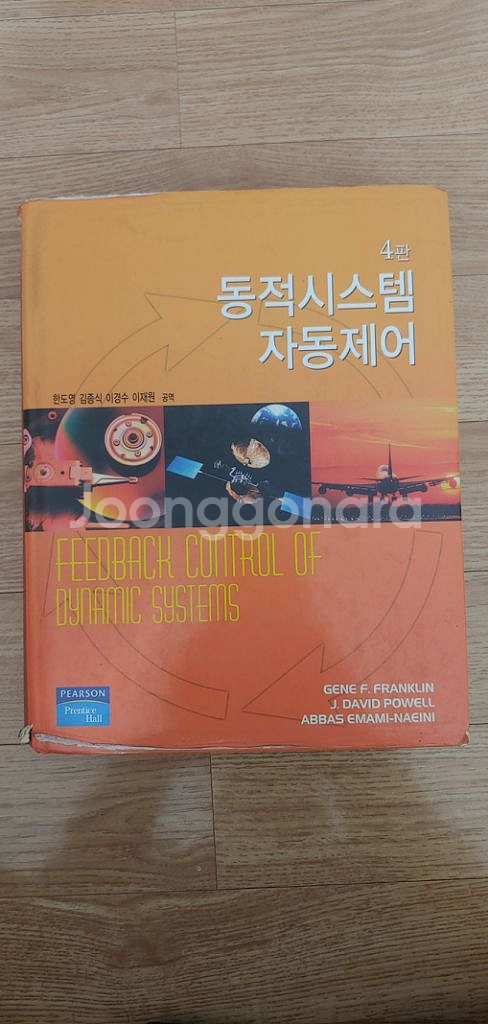 4판
동적시스템
자동제어
한도영 김종식 이경수 이재원 공역
Joonggonara
FEEDBACK CONTROL OF
DYNAMIC SYSTEMS
PEARSON
Prentice
Hall
GENE F. FRANKLIN
J. DAVID POWELL
ABBAS EMAMI-NAEINI